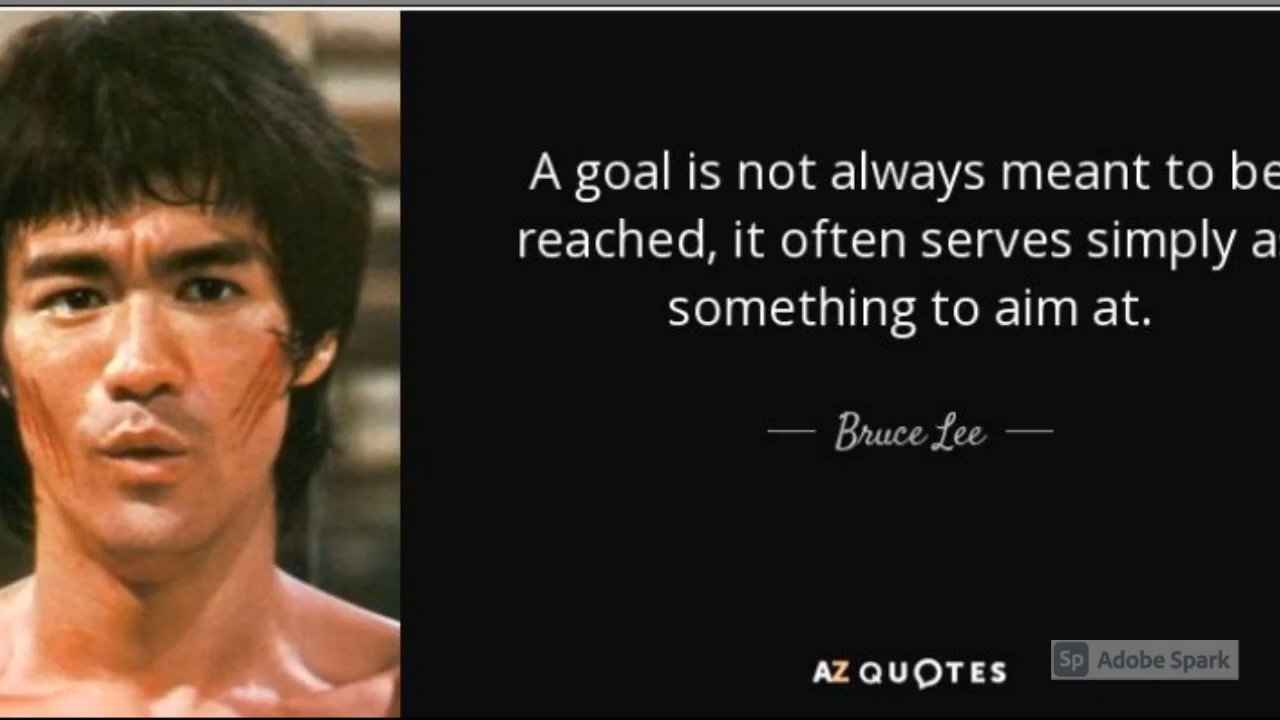 A goal is not always meant to be
reached, it often serves simply a
something to aim at.
Bruce Lee
AZ QUOTES
Sp Adobe Spark